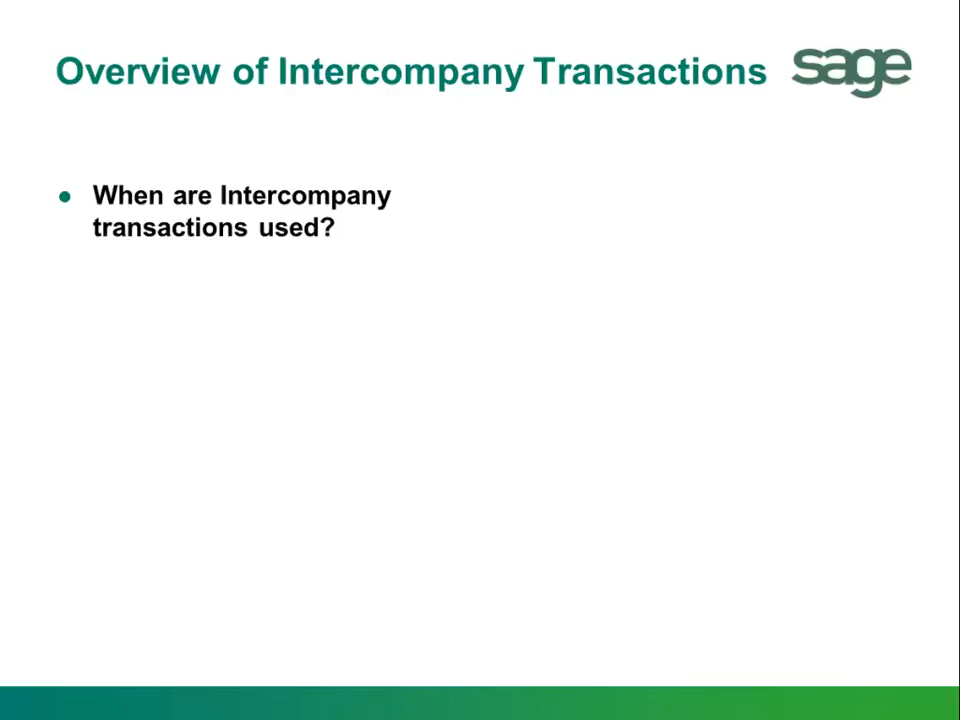 Overview of Intercompany Transactions
sage
● When are Intercompany
transactions used?